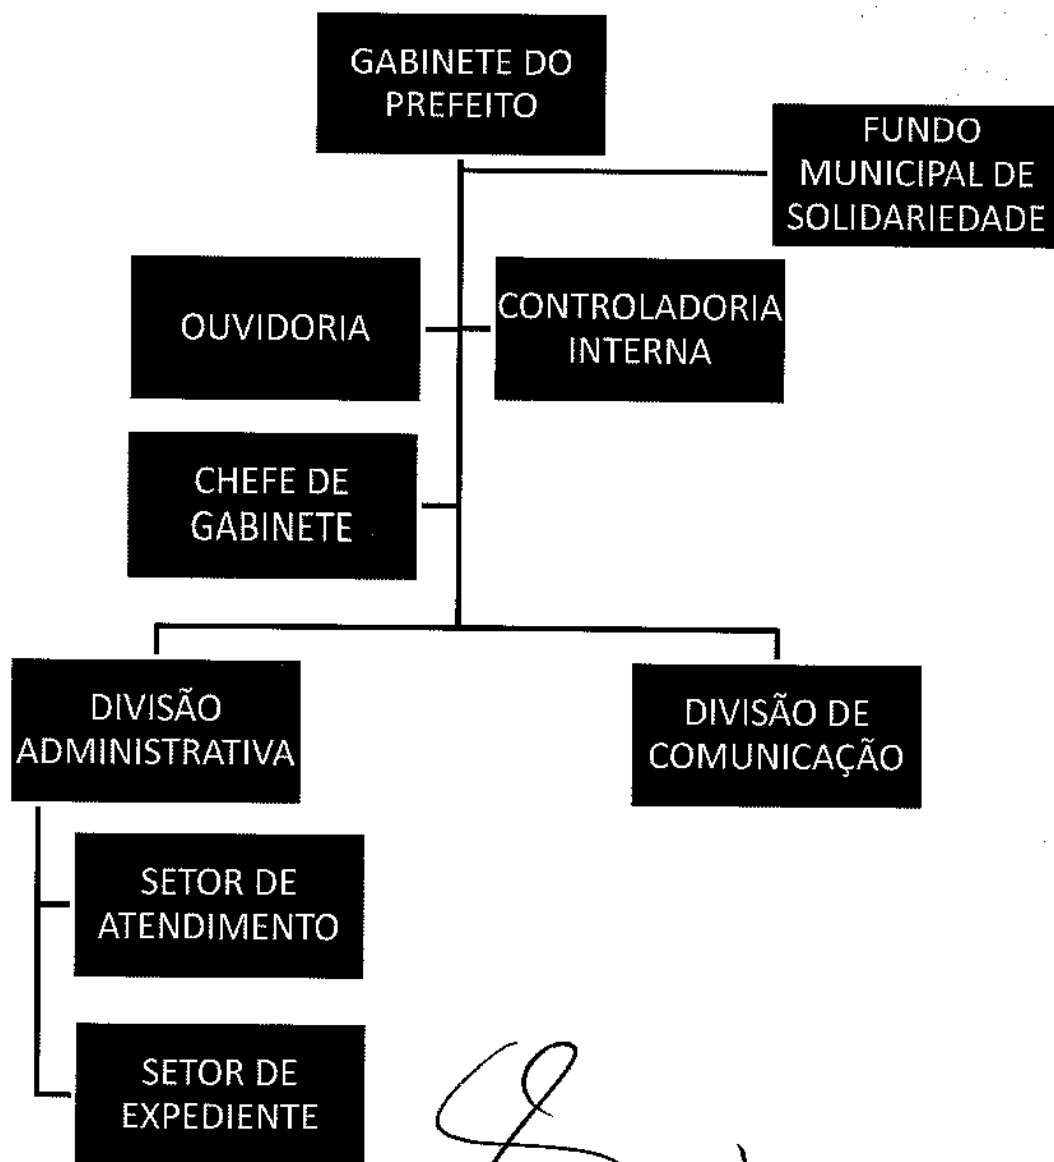 GABINETE DO
PREFEITO
FUNDO
MUNICIPAL DE
SOLIDARIEDADE
OUVIDORIA
CONTROLADORIA
INTERNA
CHEFE DE
GABINETE
DIVISÃO
ADMINISTRATIVA
DIVISÃO DE
COMUNICAÇÃO
SETOR DE
ATENDIMENTO
SETOR DE
EXPEDIENTE